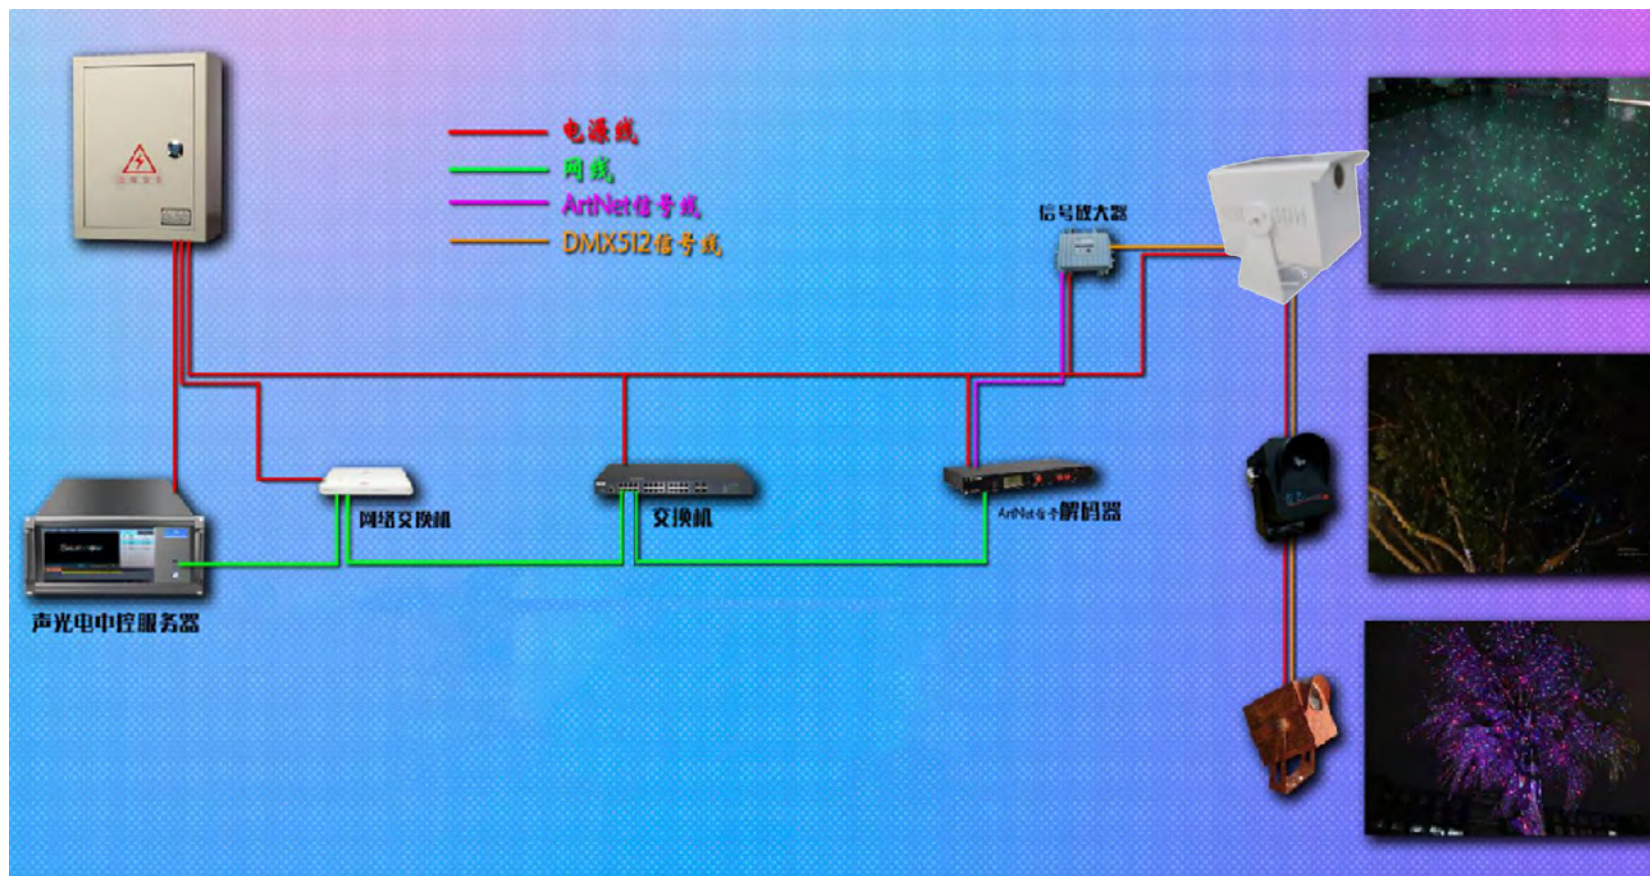 电源线
网线
ArtNet信号线
DMX512信号线
信号放大器
网络交换机
交换机
ArtNet信号解码器
声光电中控服务器